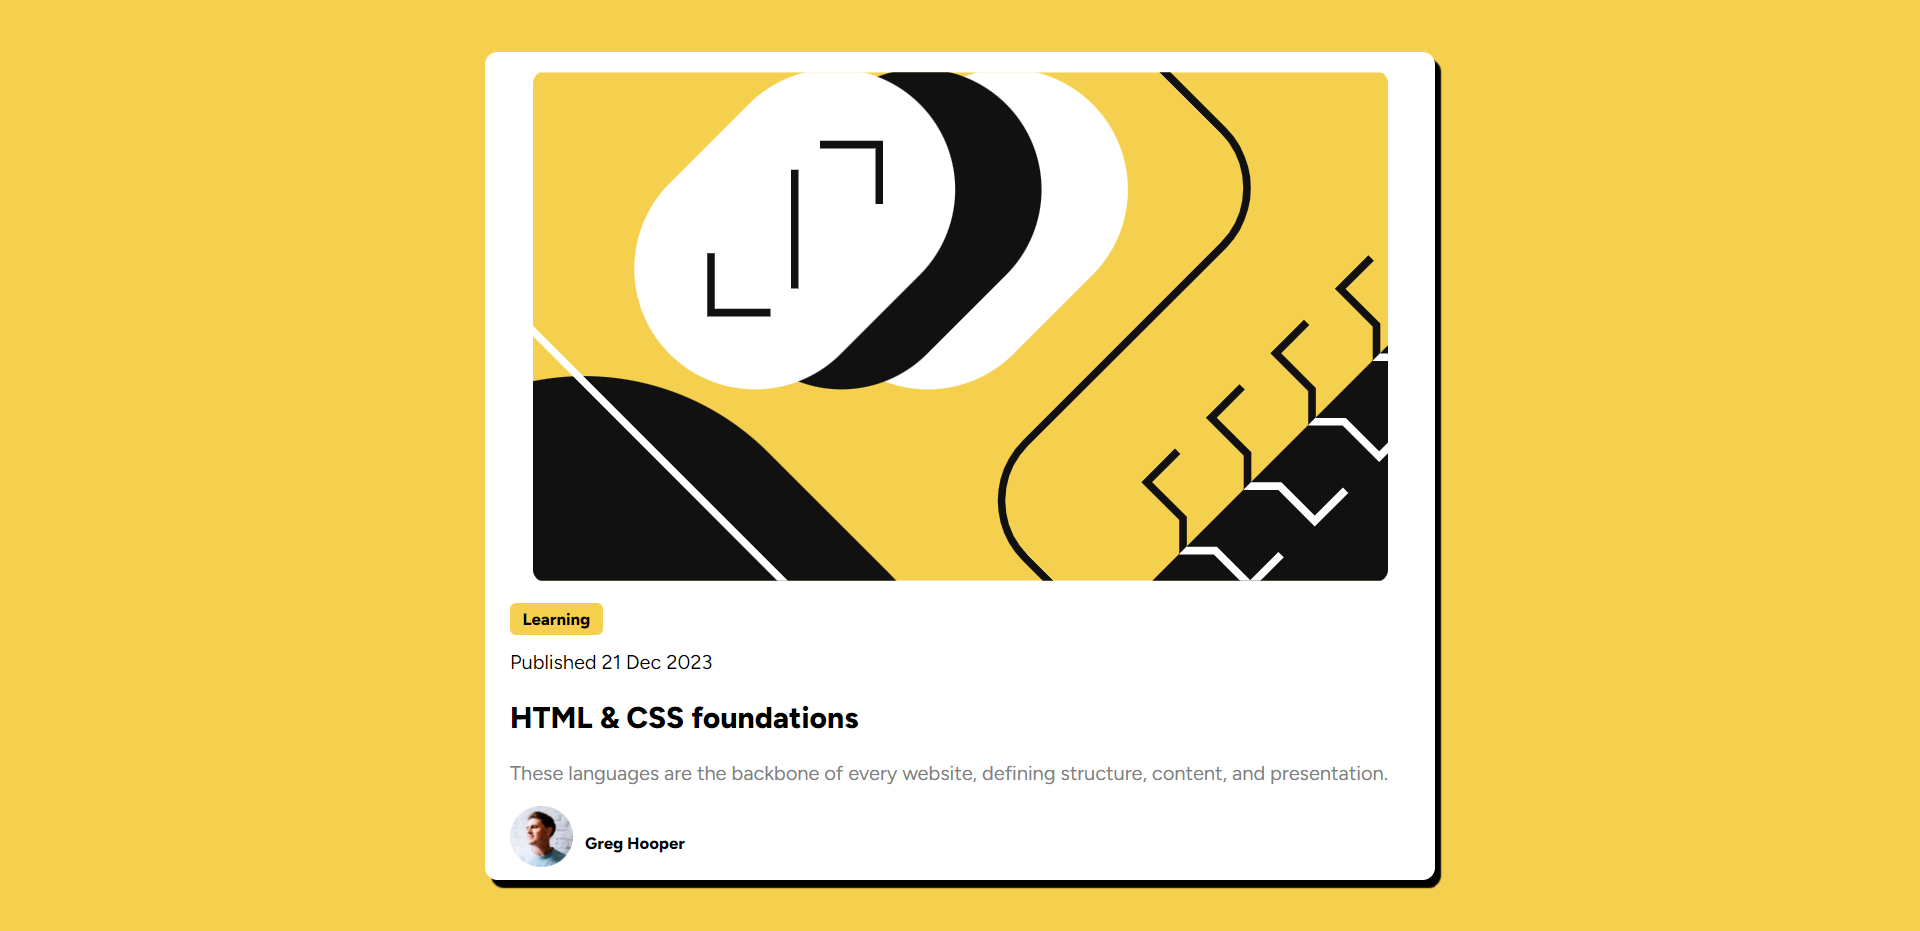 Learning
Published 21 Dec 2023
HTML & CSS foundations
These languages are the backbone of every website, defining structure, content, and presentation.
Greg Hooper